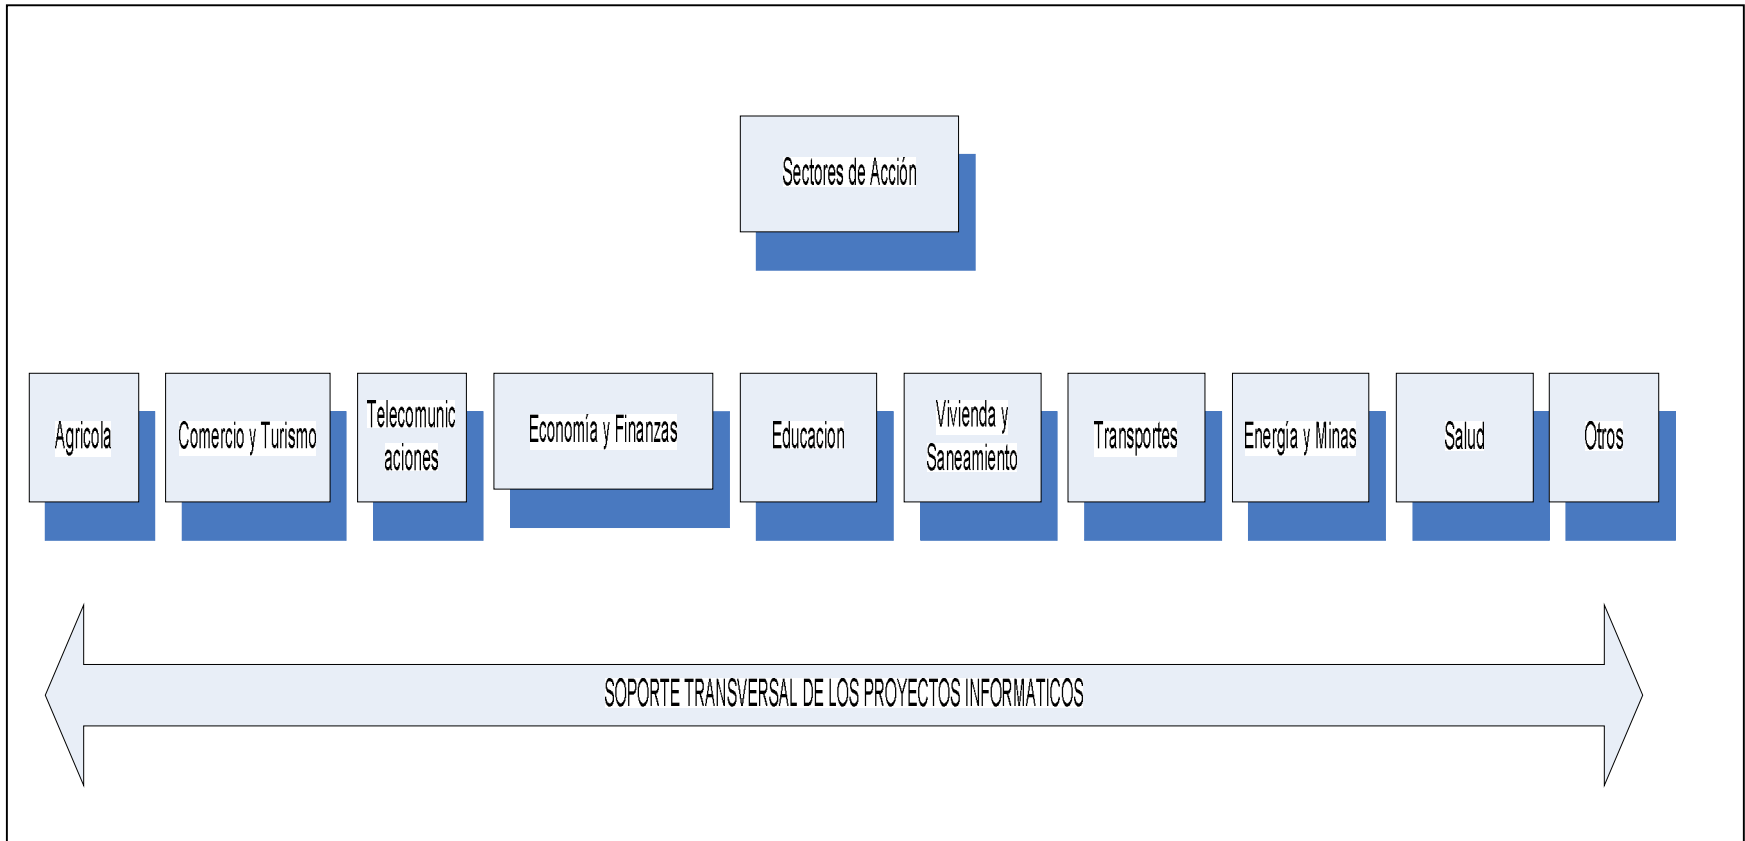 Sectores de Acción
Agricola
Comercio y Turismo
Telecomunic
aciones
Economía y Finanzas
Educacion
Vivienda y
Saneamiento
Transportes
Energía y Minas
Salud
Otros
SOPORTE TRANSVERSAL DE LOS PROYECTOS INFORMATICOS